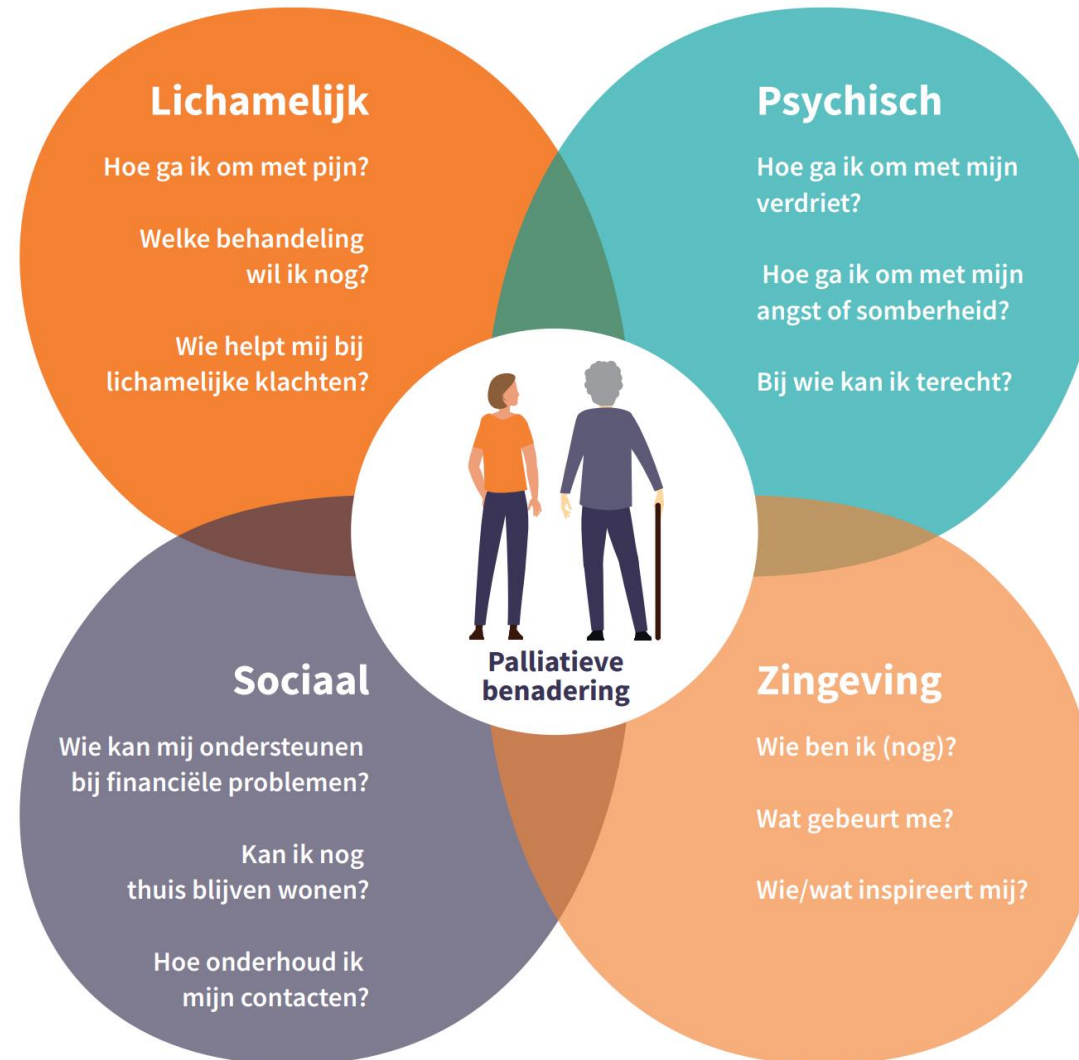 Lichamelijk
Hoe ga ik om met pijn?
Welke behandeling
wil ik nog?
Wie helpt mij bij
lichamelijke klachten?
Psychisch
Hoe ga ik om met mijn
verdriet?
Hoe ga ik om met mijn
angst of somberheid?
Bij wie kan ik terecht?
Palliatieve
benadering
Sociaal
Wie kan mij ondersteunen
bij financiële problemen?
Kan ik nog
thuis blijven wonen?
Hoe onderhoud ik
mijn contacten?
Zingeving
Wie ben ik (nog)?
Wat gebeurt me?
Wie/wat inspireert mij?